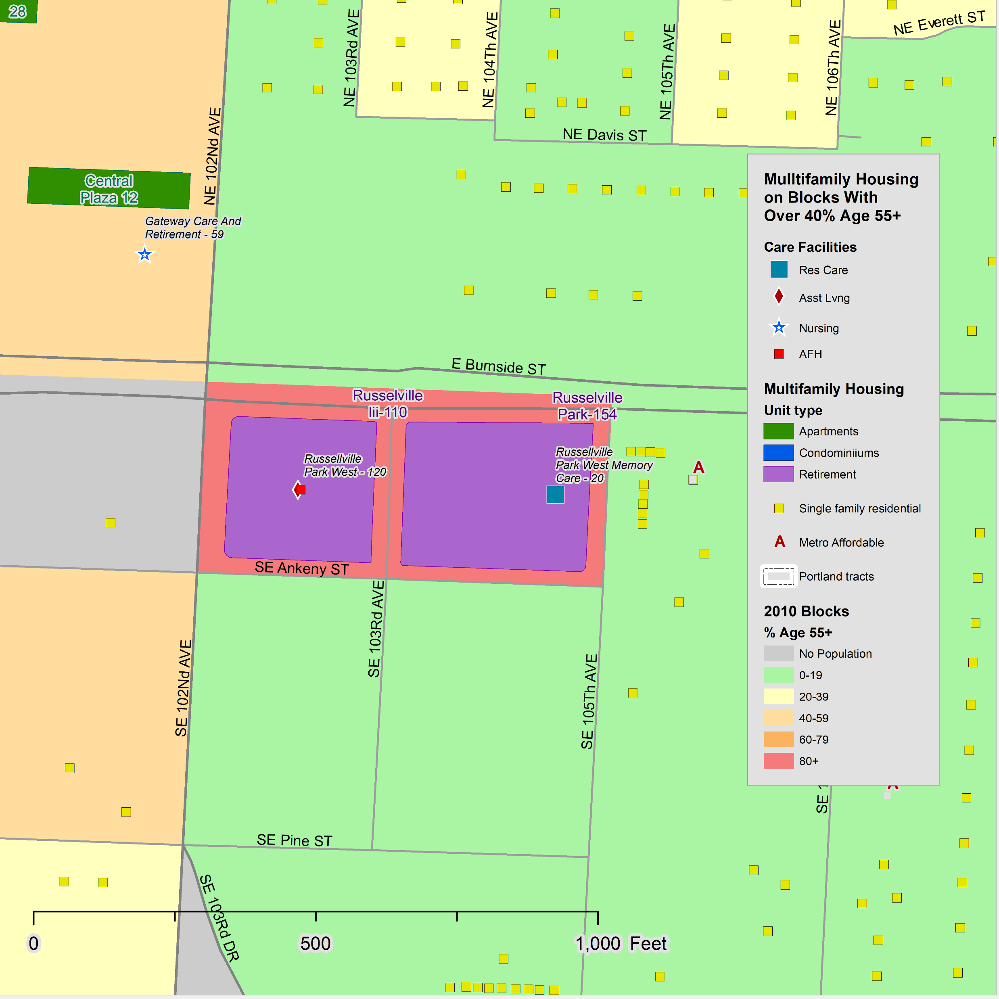 28
NE Everett ST
NE 103Rd AVE
NE 104Th AVE
NE 105Th AVE
NE 106Th AVE
NE 102Nd AVE
NE Davis ST
Central
Plaza 12
Gateway Care And
Retirement - 59
E Burnside ST
Russelville
Iii-110
Russelville
Park-154
Russellville
Park West - 120
Russellville
Park West Memory
Care - 20
A
SE Ankeny ST
SE 103Rd AVE
SE 102Nd AVE
SE 105Th AVE
SE 1
A
SE Pine ST
SE 103Rd DR
0
500
1,000 Feet
Mulltifamily Housing
on Blocks With
Over 40% Age 55+
Care Facilities
Res Care
Asst Lvng
Nursing
AFH
Multifamily Housing
Unit type
Apartments
Condominiiums
Retirement
Single family residential
A Metro Affordable
Portland tracts
2010 Blocks
% Age 55+
No Population
0-19
20-39
40-59
60-79
80+